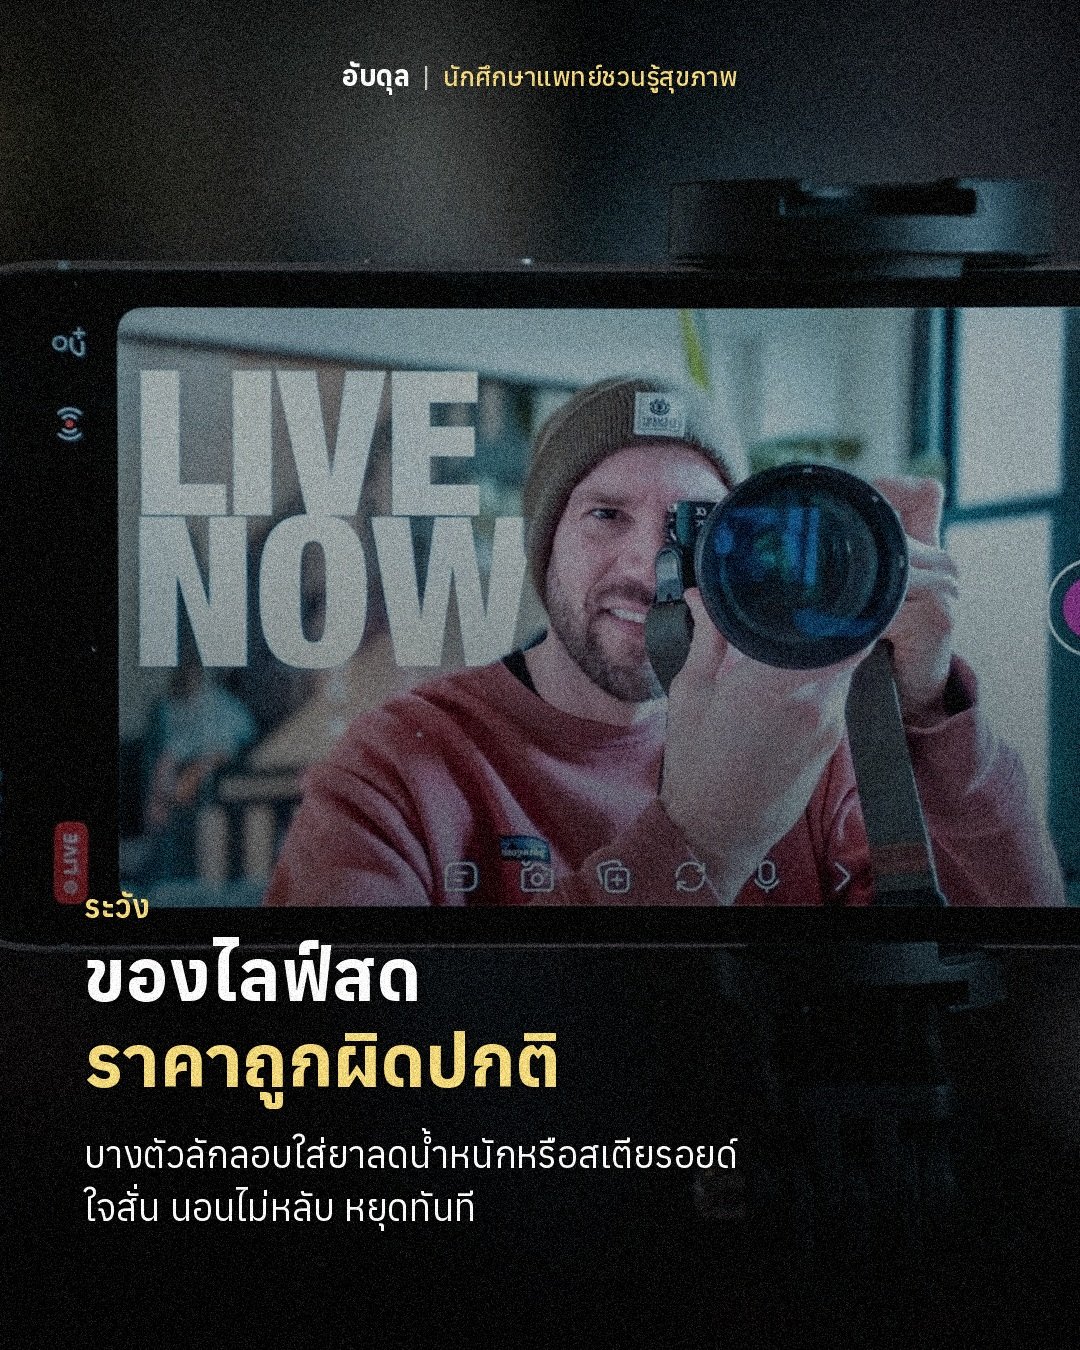 อับดุล | นักศึกษาแพทย์ชวนรู้สุขภาพ
LIVE
NOW
LIVE
ระวัง
ของไลฟ์สด
ราคาถูกผิดปกติ
บางตัวลักลอบใส่ยาลดน้ำหนักหรือสเตียรอยด์
ใจสั่น นอนไม่หลับ หยุดทันที